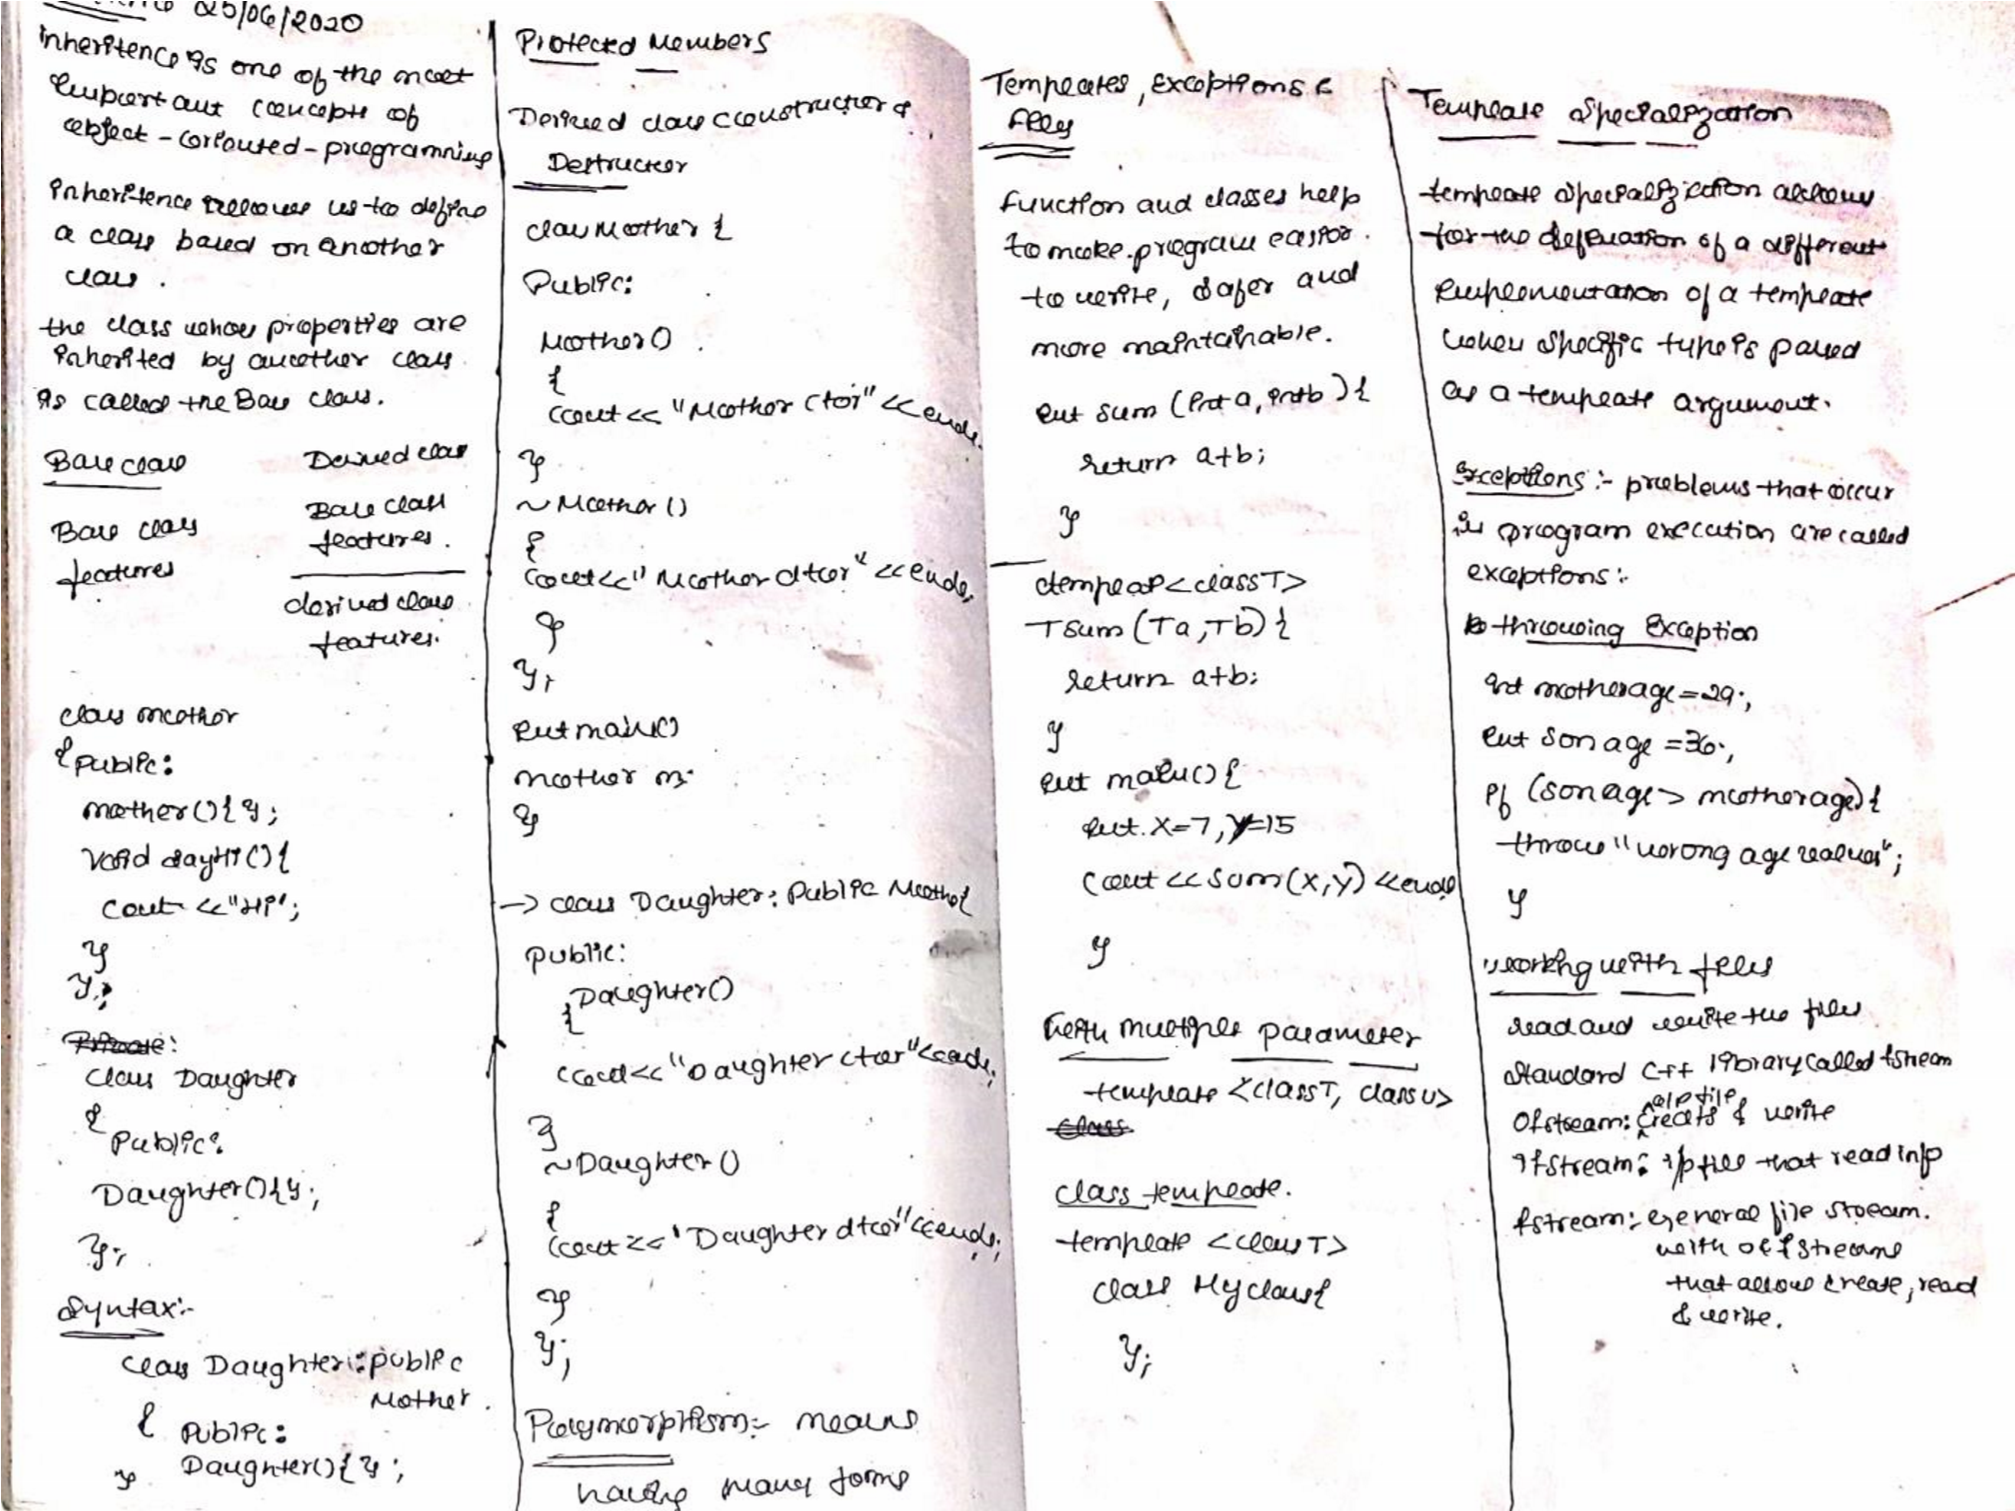 25/06/2020
inheritence is one of the most
important concepts of
object-oriented-programming
inheritence allows us to define
a class based on another
class.
the class whose properties are
inherited by another class
is called the Base class.
Base class Derived class
Base class
features
Base class
features.
derived class
features.
class mother
{ public:
mother(){};
void sayHi(){
cout <<"Hi";
}
};
Private:
class Daughter
{
public:
Daughter(){};
};
Syntax:-
class Daughter: public
Mother.
{ public:
Daughter(){};
}
Protected Members
Derived class constructor &
Destructor
class Mother {
Public:
Mother()
{
cout<< "Mother ctor" <<endl;
}
~Mother()
{
cout<<"Mother dtor" <<endl;
}
};
int main()
mother m;
}
-> class Daughter: Public Mother{
public:
Daughter()
{
cout<<"Daughter ctor"<<endl;
}
~Daughter()
{
cout<<"Daughter dtor"<<endl;
}
};
Polymorphism:- means
having many forms
Templates, Exceptions &
files
function and classes help
to make program easior.
to write, safer and
more maintainable.
int sum (int a, int b){
return a+b;
}
template<class T>
T sum (T a, T b){
return a+b;
}
int main(){
int x=7, y=15
cout <<sum(x,y) <<endl
}
with multiple parameter
template <class T, class U>
class
class template.
template <class T>
class Myclass{
};
Template Specialization
template specialization allows
for the defination of a different
implementation of a template
when specific type is passed
as a template argument.
Exceptions:- problems that occur
in program execution are called
exceptions:-
throwing Exception
int motherage=29;
int sonage=36;
if (sonage> motherage){
throw "wrong age values";
}
working with files
read and write the files
Standard C++ library called fstream
o/p file
Ofstream: creats & write
Ifstream: i/p files that read info
fstream: general file stream.
with o& f streams
that allow create, read
& write.